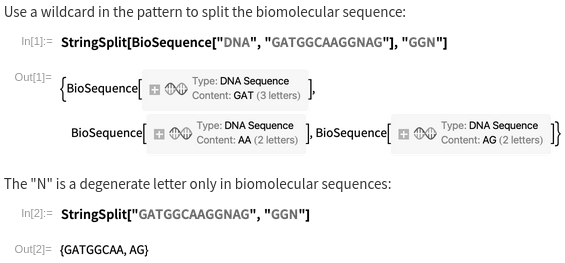 Use a wildcard in the pattern to split the biomolecular sequence:
In[1]:= StringSplit[BioSequence["DNA", "GATGGCAAGGNAG"], "GGN"]
Out[1]= {BioSequence[ Type: DNA Sequence Content: GAT (3 letters) ],
BioSequence[ Type: DNA Sequence Content: AA (2 letters) ], BioSequence[ Type: DNA Sequence Content: AG (2 letters) ]}
The "N" is a degenerate letter only in biomolecular sequences:
In[2]:= StringSplit["GATGGCAAGGNAG", "GGN"]
Out[2]= {GATGGCAA, AG}